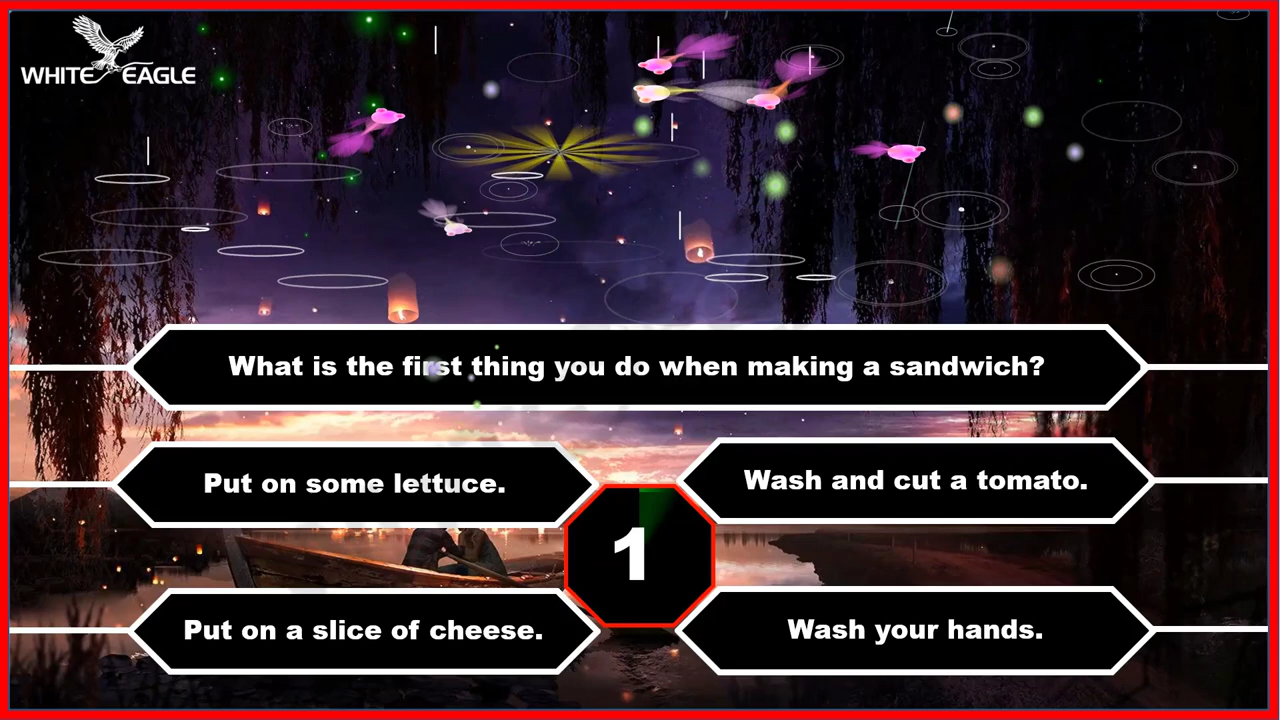 WHITE EAGLE
What is the first thing you do when making a sandwich?
Put on some lettuce.
Wash and cut a tomato.
1
Put on a slice of cheese.
Wash your hands.